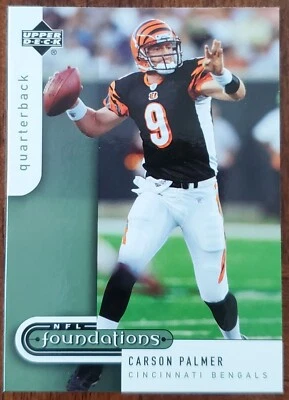 UPPER
DECK
®
quarterback
9
NFL
foundations
CARSON PALMER
CINCINNATI BENGALS